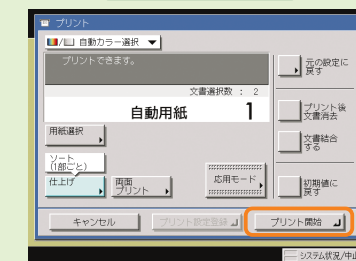 プリント
自動カラー選択
プリントできます。
文書選択数 : 2
自動用紙 1
用紙選択
ソート
(1部ごと)
仕上げ
両面
プリント
応用モード
元の設定に
戻す
プリント後
文書消去
文書結合
する
初期値に
戻す
キャンセル
プリント設定登録
プリント開始
システム状況/中止